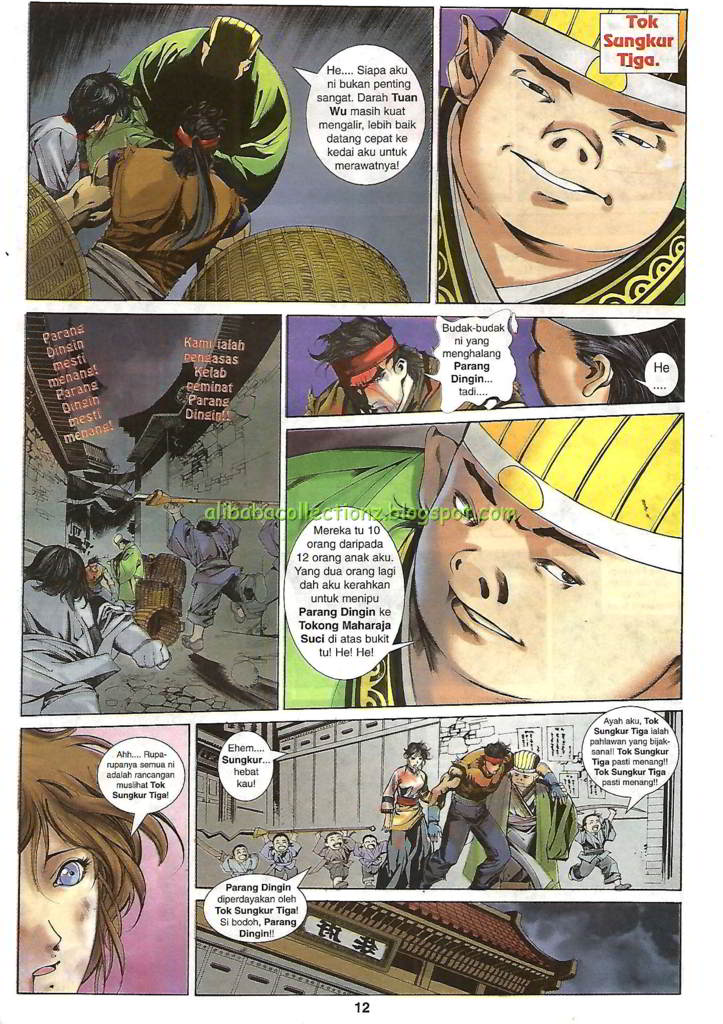 He.... Siapa aku
ni bukan penting
sangat. Darah Tuan
Wu masih kuat
mengalir, lebih baik
datang cepat ke
kedai aku untuk
merawatnya!
Tok
Sungkur
Tiga.
Parang
Dingin
mesti
menang!
Parang
Dingin
mesti
menang!
Kami ialah
pengasas
Kelab
peminat
Parang
Dingin!!
Budak-budak
ni yang
menghalang
Parang
Dingin...
tadi....
He
....
alibabacollectionz.blogspot.com
Mereka tu 10
orang daripada
12 orang anak aku.
Yang dua orang lagi
dah aku kerahkan
untuk menipu
Parang Dingin ke
Tokong Maharaja
Suci di atas bukit
tu! He! He!
Ahh.... Rupa-
rupanya semua ni
adalah rancangan
muslihat Tok
Sungkur Tiga!
Ehem....
Sungkur...
hebat
kau!
Ayah aku, Tok
Sungkur Tiga ialah
pahlawan yang bijak-
sana!! Tok Sungkur
Tiga pasti menang!!
Tok Sungkur Tiga
pasti menang!!
Parang Dingin
diperdayakan oleh
Tok Sungkur Tiga!
Si bodoh, Parang
Dingin!!
12